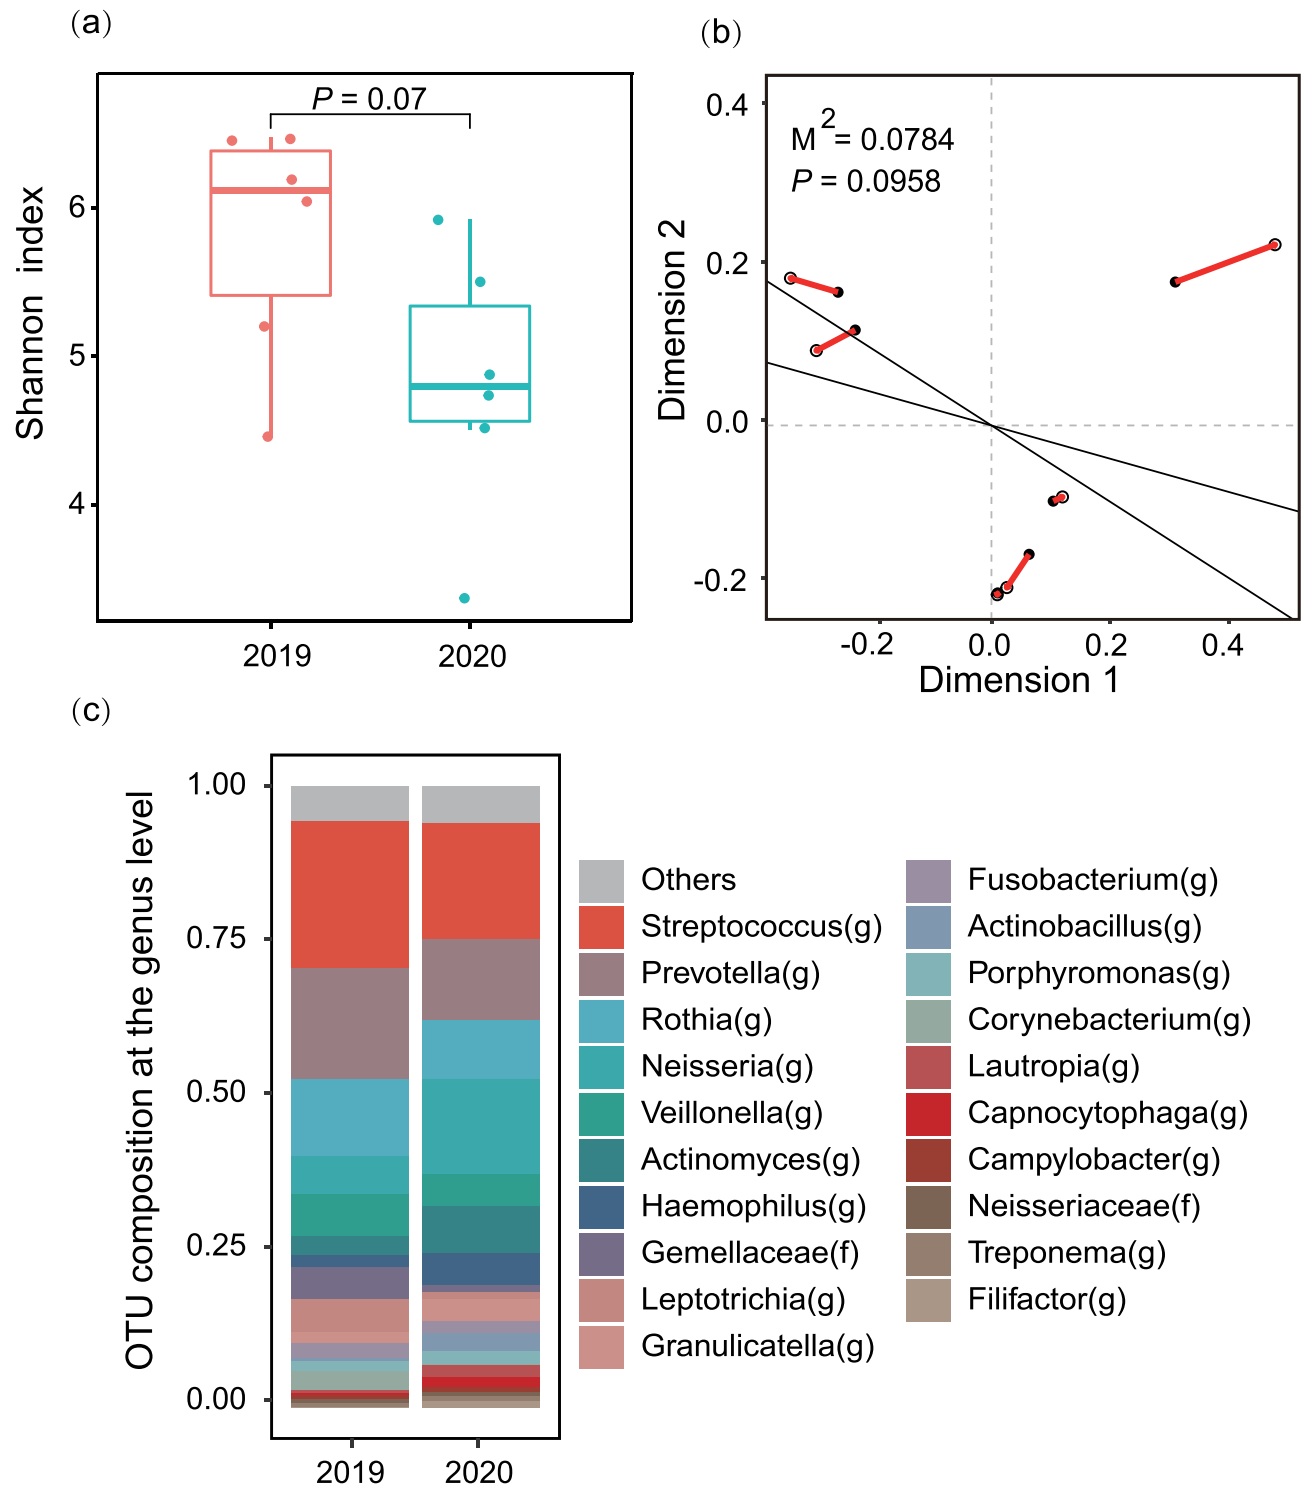 (a)
P = 0.07
Shannon index
6
5
4
2019
2020
(b)
M2= 0.0784
P = 0.0958
Dimension 2
0.4
0.2
0.0
-0.2
-0.2
0.0
0.2
0.4
Dimension 1
(c)
OTU composition at the genus level
1.00
0.75
0.50
0.25
0.00
2019
2020
Others
Streptococcus(g)
Prevotella(g)
Rothia(g)
Neisseria(g)
Veillonella(g)
Actinomyces(g)
Haemophilus(g)
Gemellaceae(f)
Leptotrichia(g)
Granulicatella(g)
Fusobacterium(g)
Actinobacillus(g)
Porphyromonas(g)
Corynebacterium(g)
Lautropia(g)
Capnocytophaga(g)
Campylobacter(g)
Neisseriaceae(f)
Treponema(g)
Filifactor(g)